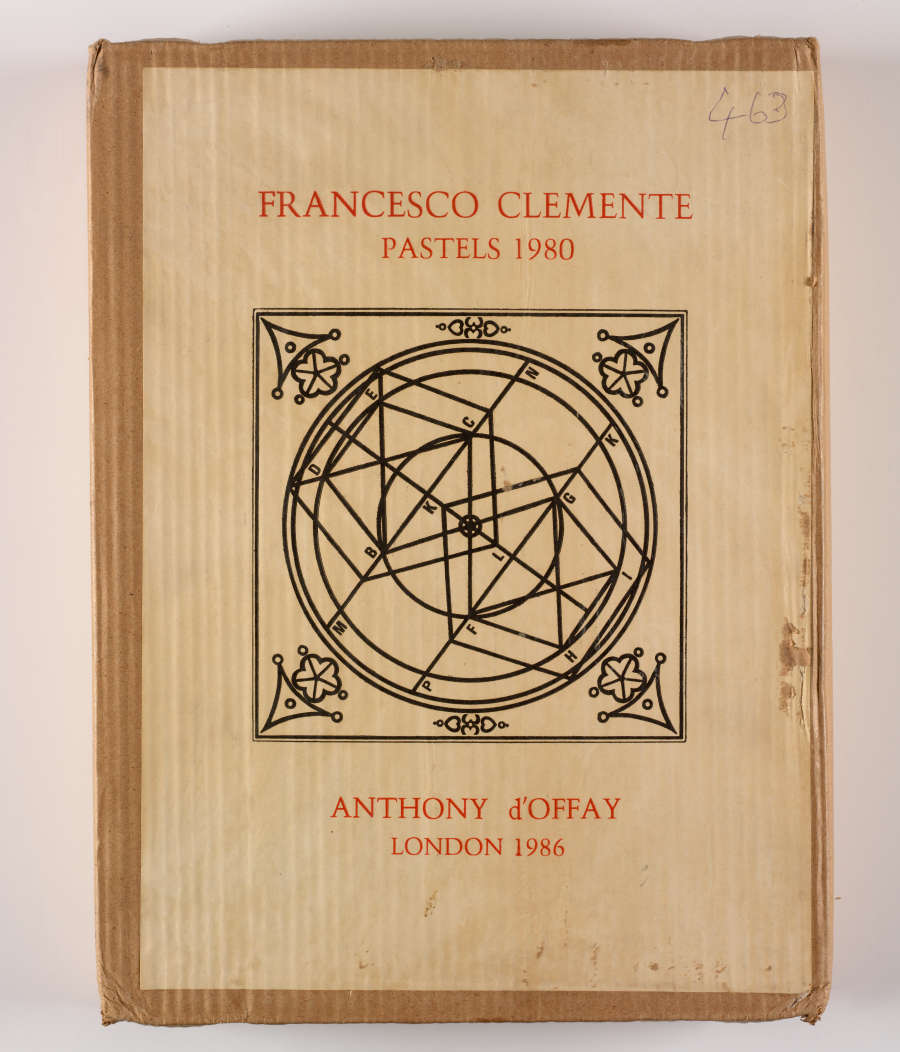 463
FRANCESCO CLEMENTE
PASTELS 1980
N
E
C
K
D
G
K
B
L
I
M
F
H
P
ANTHONY d'OFFAY
LONDON 1986